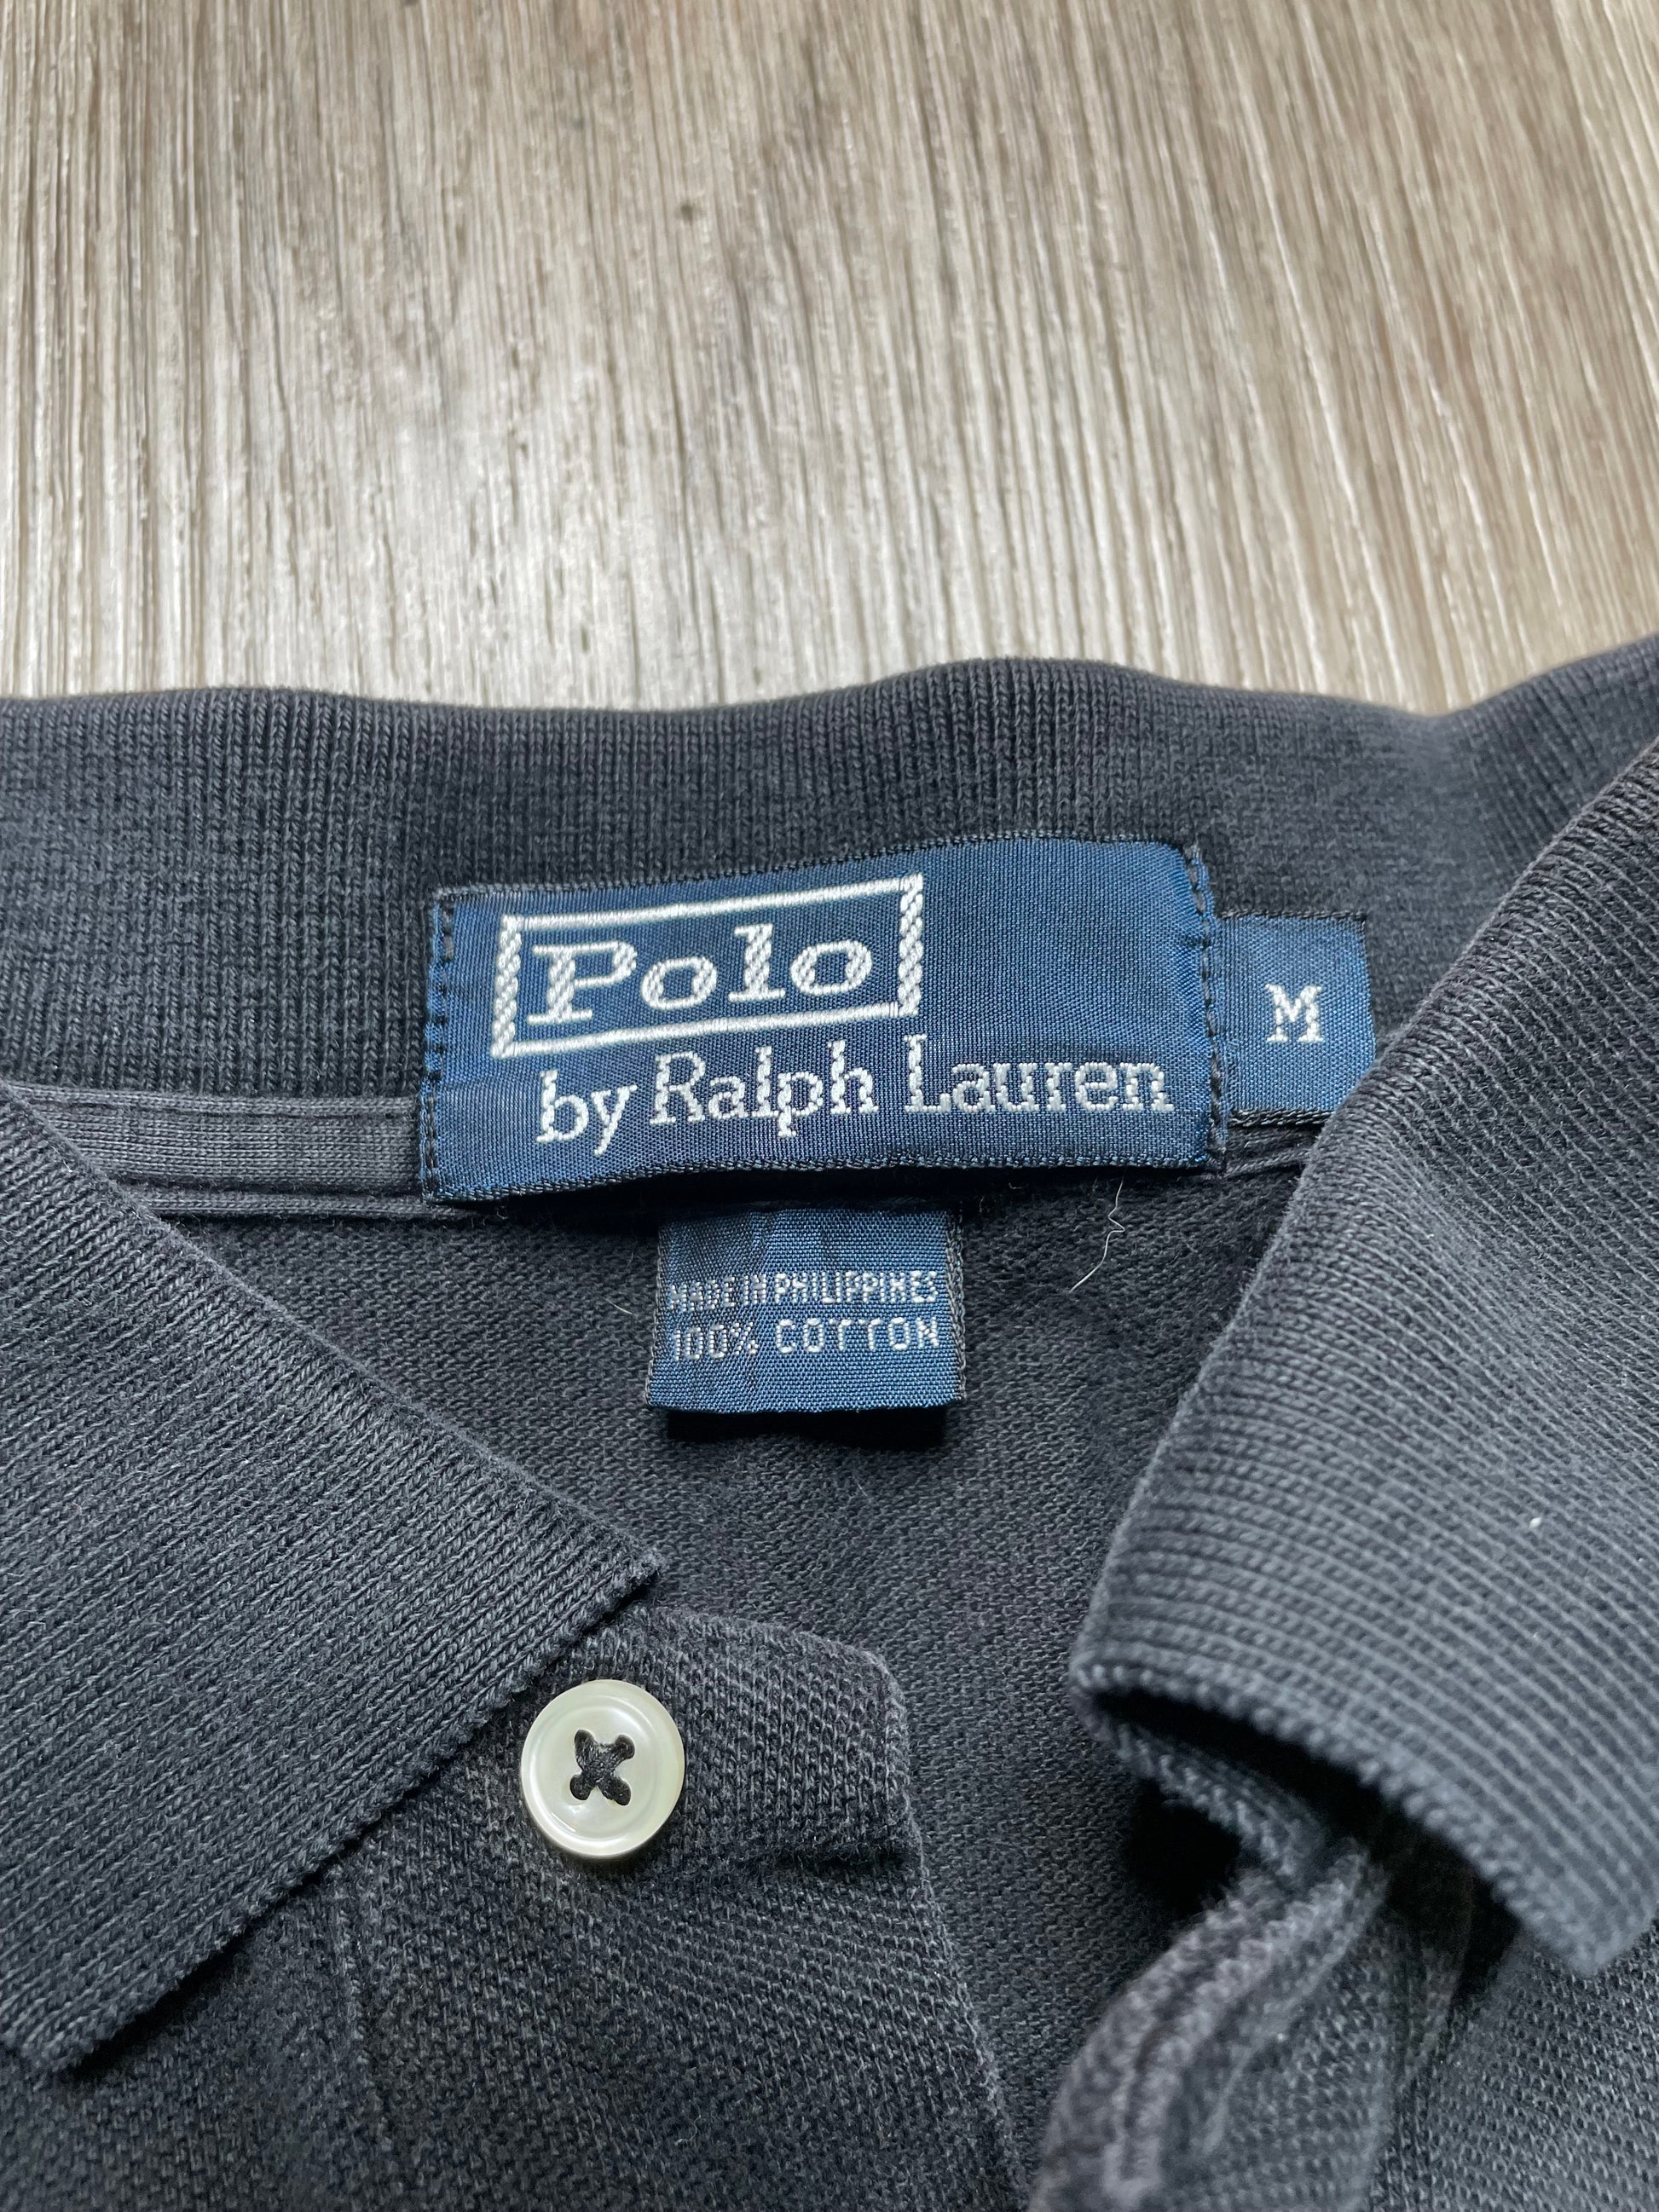 Polo
by Ralph Lauren
M
MADE IN PHILIPPINES
100% COTTON